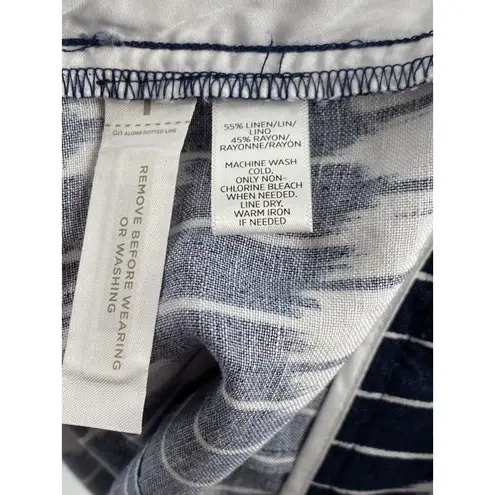 CUT ALONG DOTTED LINE
REMOVE BEFORE WEARING
OR WASHING
55% LINEN/LIN/
LINO
45% RAYON/
RAYONNE/RAYÓN
MACHINE WASH
COLD,
ONLY NON-
CHLORINE BLEACH
WHEN NEEDED,
LINE DRY,
WARM IRON
IF NEEDED